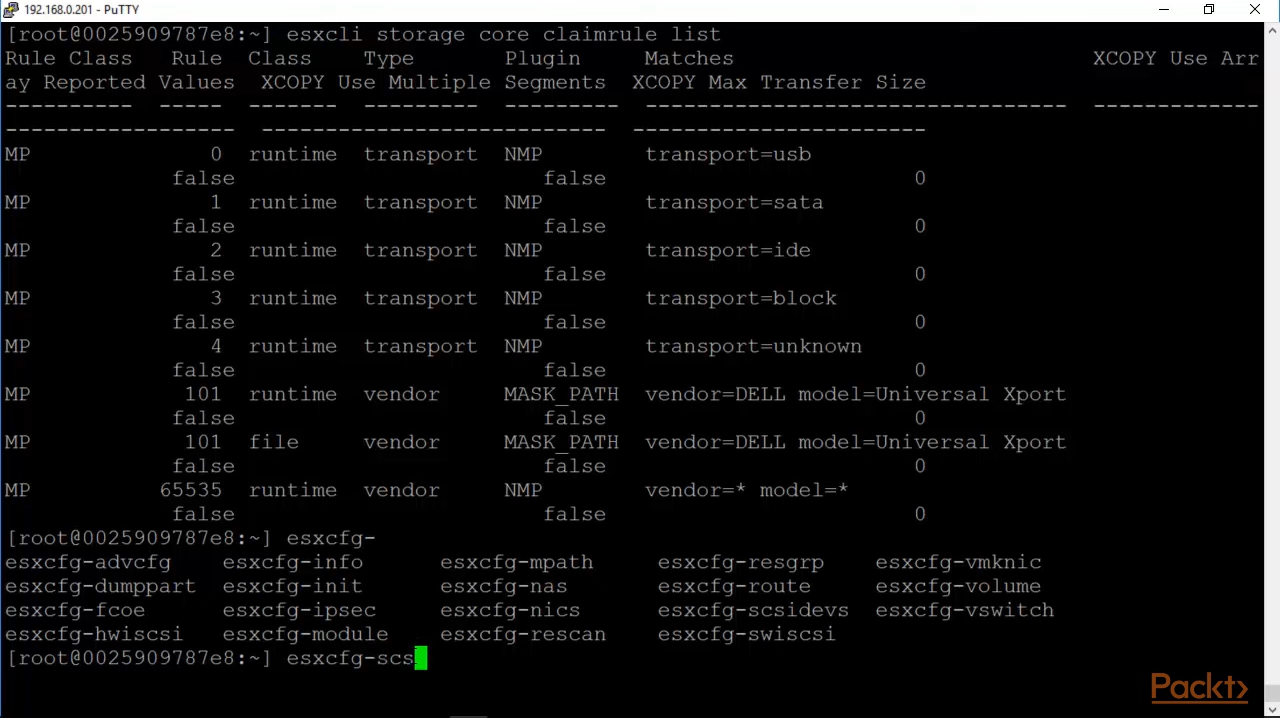 192.168.0.201 - PuTTY
[root@0025909787e8:~] esxcli storage core claimrule list
Rule Class   Rule  Class    Type       Plugin     Matches                            XCOPY Use Arr
ay Reported Values  XCOPY Use Multiple Segments  XCOPY Max Transfer Size
----------  -----  -------  ---------  ---------  ---------------------------------  -------------
------------------  ---------------------------  -----------------------
MP              0  runtime  transport  NMP        transport=usb
             false                        false                        0
MP              1  runtime  transport  NMP        transport=sata
             false                        false                        0
MP              2  runtime  transport  NMP        transport=ide
             false                        false                        0
MP              3  runtime  transport  NMP        transport=block
             false                        false                        0
MP              4  runtime  transport  NMP        transport=unknown
             false                        false                        0
MP            101  runtime  vendor     MASK_PATH  vendor=DELL model=Universal Xport
             false                        false                        0
MP            101  file     vendor     MASK_PATH  vendor=DELL model=Universal Xport
             false                        false                        0
MP          65535  runtime  vendor     NMP        vendor=* model=*
             false                        false                        0
[root@0025909787e8:~] esxcfg-
esxcfg-advcfg    esxcfg-info      esxcfg-mpath     esxcfg-resgrp    esxcfg-vmknic
esxcfg-dumppart  esxcfg-init      esxcfg-nas       esxcfg-route     esxcfg-volume
esxcfg-fcoe      esxcfg-ipsec     esxcfg-nics      esxcfg-scsidevs  esxcfg-vswitch
esxcfg-hwiscsi   esxcfg-module    esxcfg-rescan    esxcfg-swiscsi
[root@0025909787e8:~] esxcfg-scs
Packt>